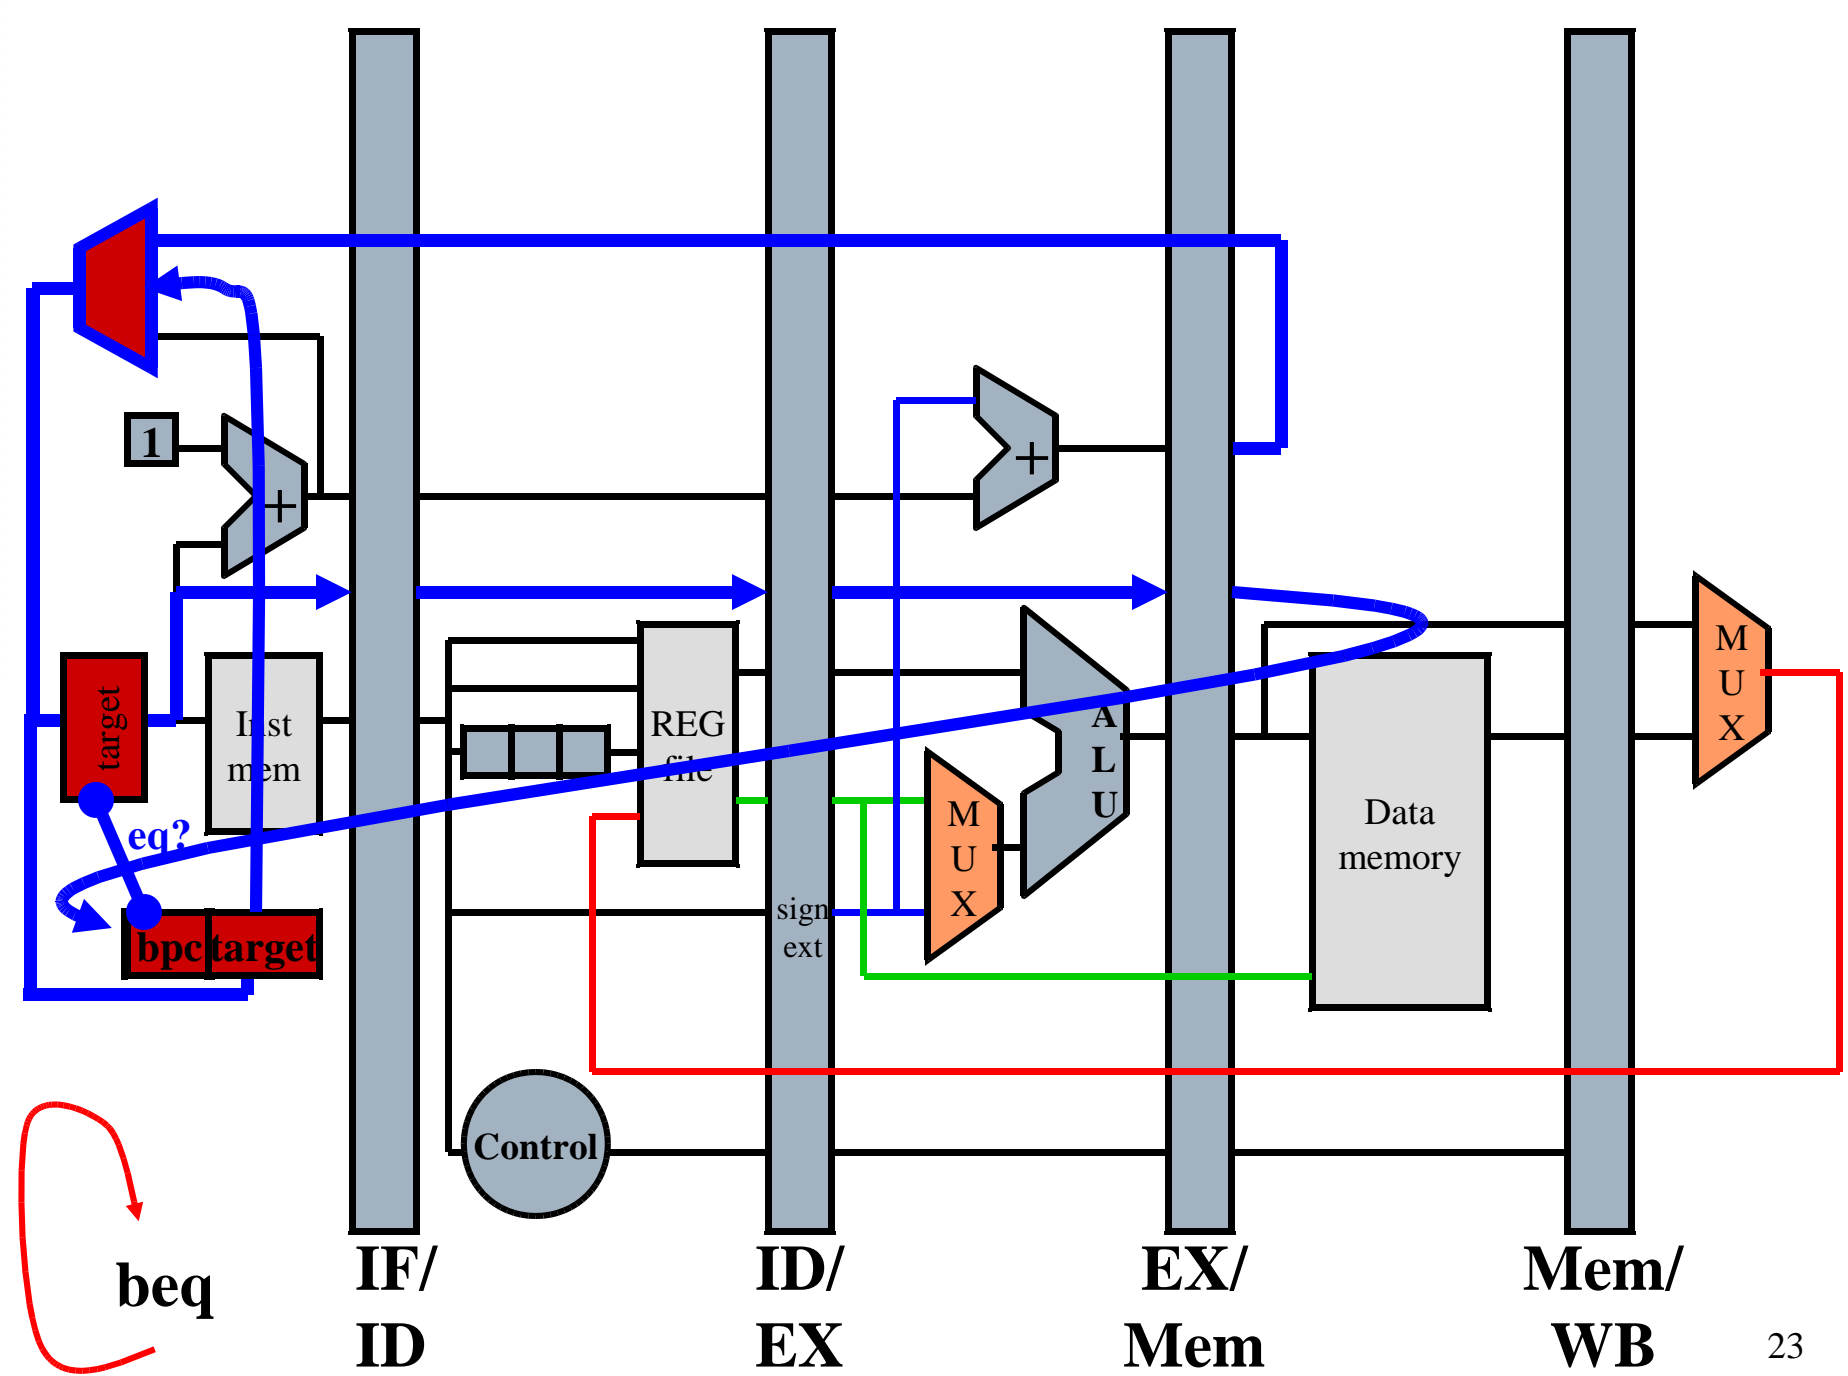 1
+
+
target
Inst
mem
REG
file
A
L
U
M
U
X
M
U
X
Data
memory
eq?
sign
ext
bpc
target
Control
beq
IF/
ID
ID/
EX
EX/
Mem
Mem/
WB
23